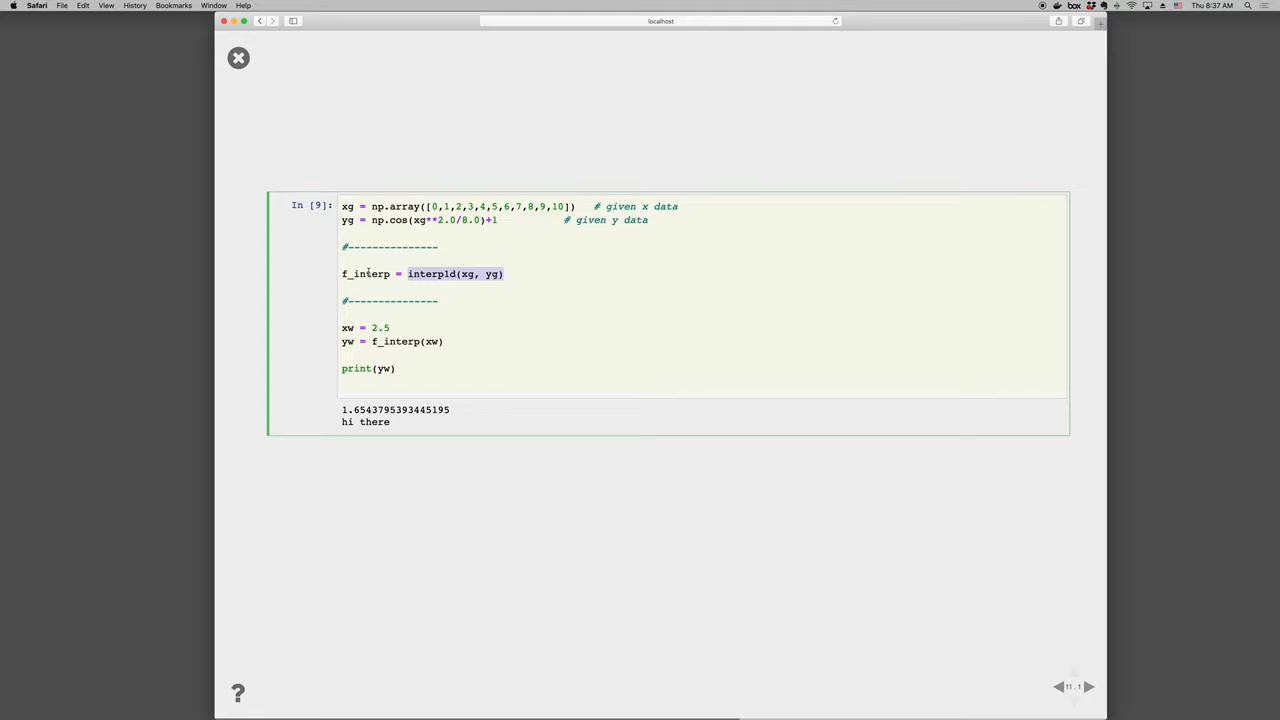 Safari File Edit View History Bookmarks Window Help
box
Thu 8:37 AM
localhost
In [9]:
xg = np.array([0,1,2,3,4,5,6,7,8,9,10]) # given x data
yg = np.cos(xg**2.0/8.0)+1 # given y data
#---------------
f_interp = interp1d(xg, yg)
#---------------
xw = 2.5
yw = f_interp(xw)
print(yw)
1.6543795393445195
hi there
?
11.1